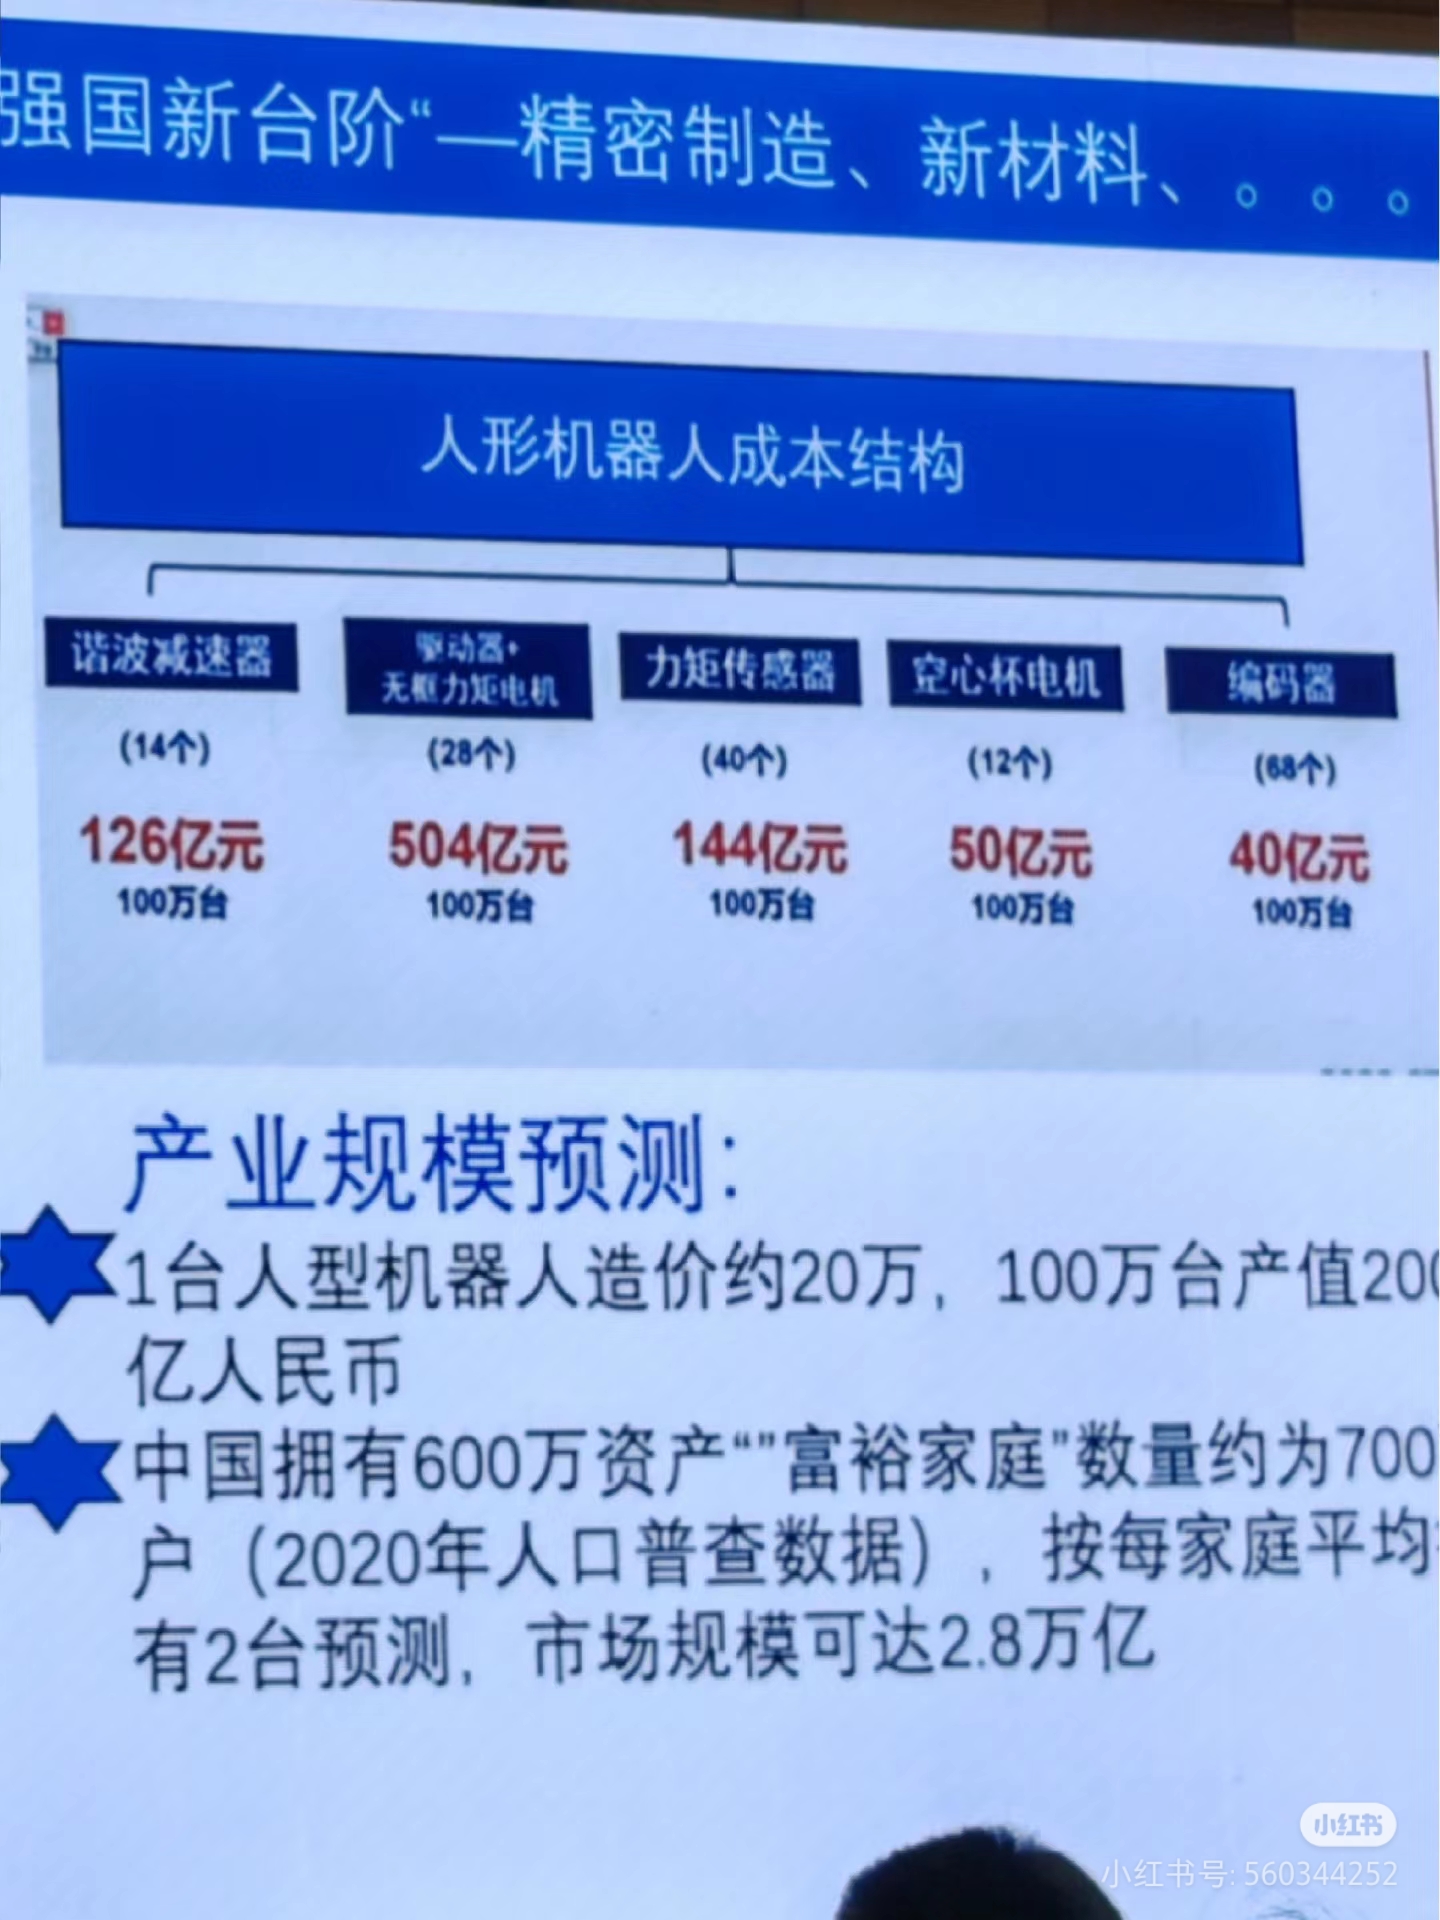 强国新台阶“—精密制造、新材料、。。。
人形机器人成本结构
谐波减速器
驱动器+
无框力矩电机
力矩传感器
空心杯电机
编码器
(14个)
(28个)
(40个)
(12个)
(68个)
126亿元
504亿元
144亿元
50亿元
40亿元
100万台
100万台
100万台
100万台
100万台
产业规模预测：
1台人型机器人造价约20万，100万台产值200
亿人民币
中国拥有600万资产“”富裕家庭”数量约为700
户（2020年人口普查数据），按每家庭平均
有2台预测，市场规模可达2.8万亿
小红书
小红书号: 560344252